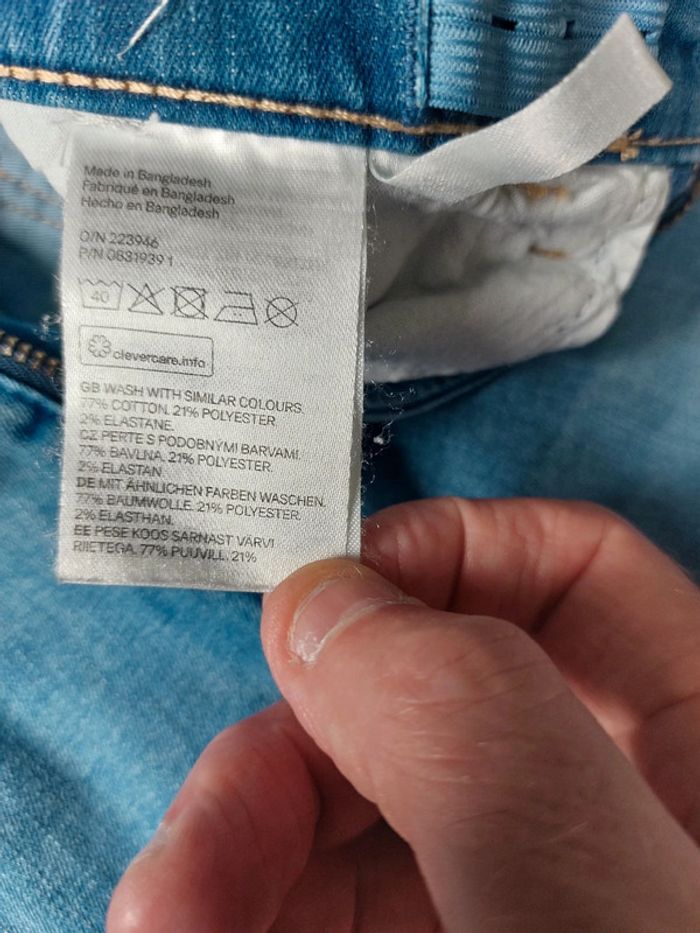 Made in Bangladesh
Fabriqué en Bangladesh
Hecho en Bangladesh
O/N 223946
P/N 0831939 1
40
clevercare.info
GB WASH WITH SIMILAR COLOURS.
77% COTTON. 21% POLYESTER.
2% ELASTANE.
CZ PERTE S PODOBNÝMI BARVAMI.
77% BAVLNA. 21% POLYESTER.
2% ELASTAN.
DE MIT ÄHNLICHEN FARBEN WASCHEN.
77% BAUMWOLLE. 21% POLYESTER.
2% ELASTHAN.
EE PESE KOOS SARNAST VÄRVI
RIIETEGA. 77% PUUVILL. 21%